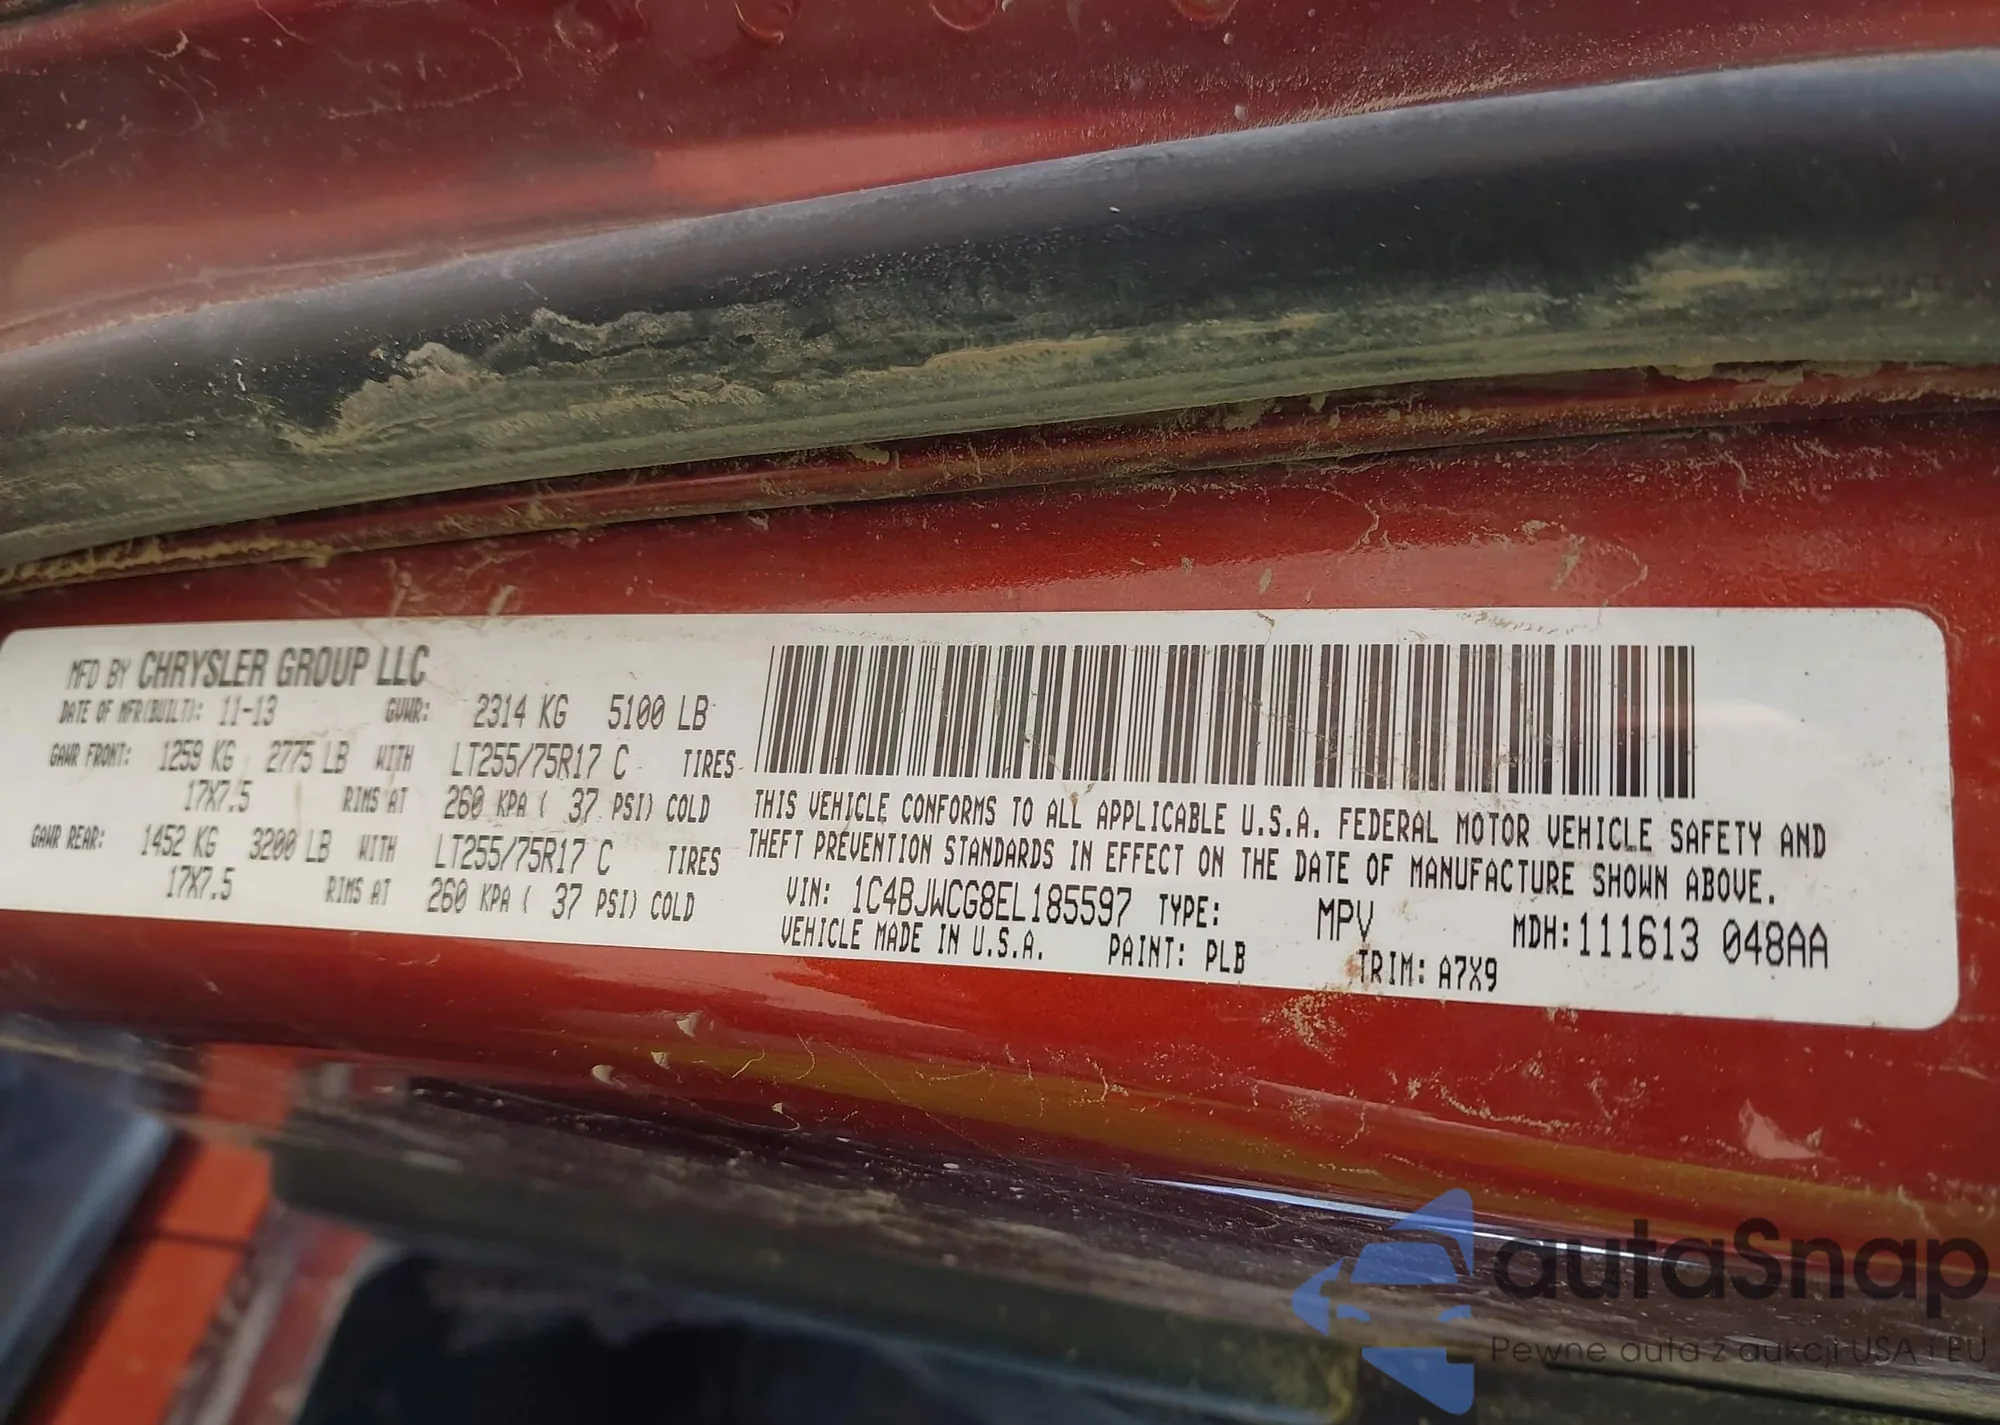 MFD BY CHRYSLER GROUP LLC
DATE OF MFR(BUILT): 11-13 GVWR: 2314 KG 5100 LB
GAWR FRONT: 1259 KG 2775 LB WITH LT255/75R17 C TIRES
17X7.5 RIMS AT 260 KPA ( 37 PSI) COLD
GAWR REAR: 1452 KG 3200 LB WITH LT255/75R17 C TIRES
17X7.5 RIMS AT 260 KPA ( 37 PSI) COLD
THIS VEHICLE CONFORMS TO ALL APPLICABLE U.S.A. FEDERAL MOTOR VEHICLE SAFETY AND
THEFT PREVENTION STANDARDS IN EFFECT ON THE DATE OF MANUFACTURE SHOWN ABOVE.
VIN: 1C4BJWCG8EL185597 TYPE: MPV MDH:111613 048AA
VEHICLE MADE IN U.S.A. PAINT: PLB TRIM: A7X9
autaSnap
Pewne auta z aukcji USA i EU